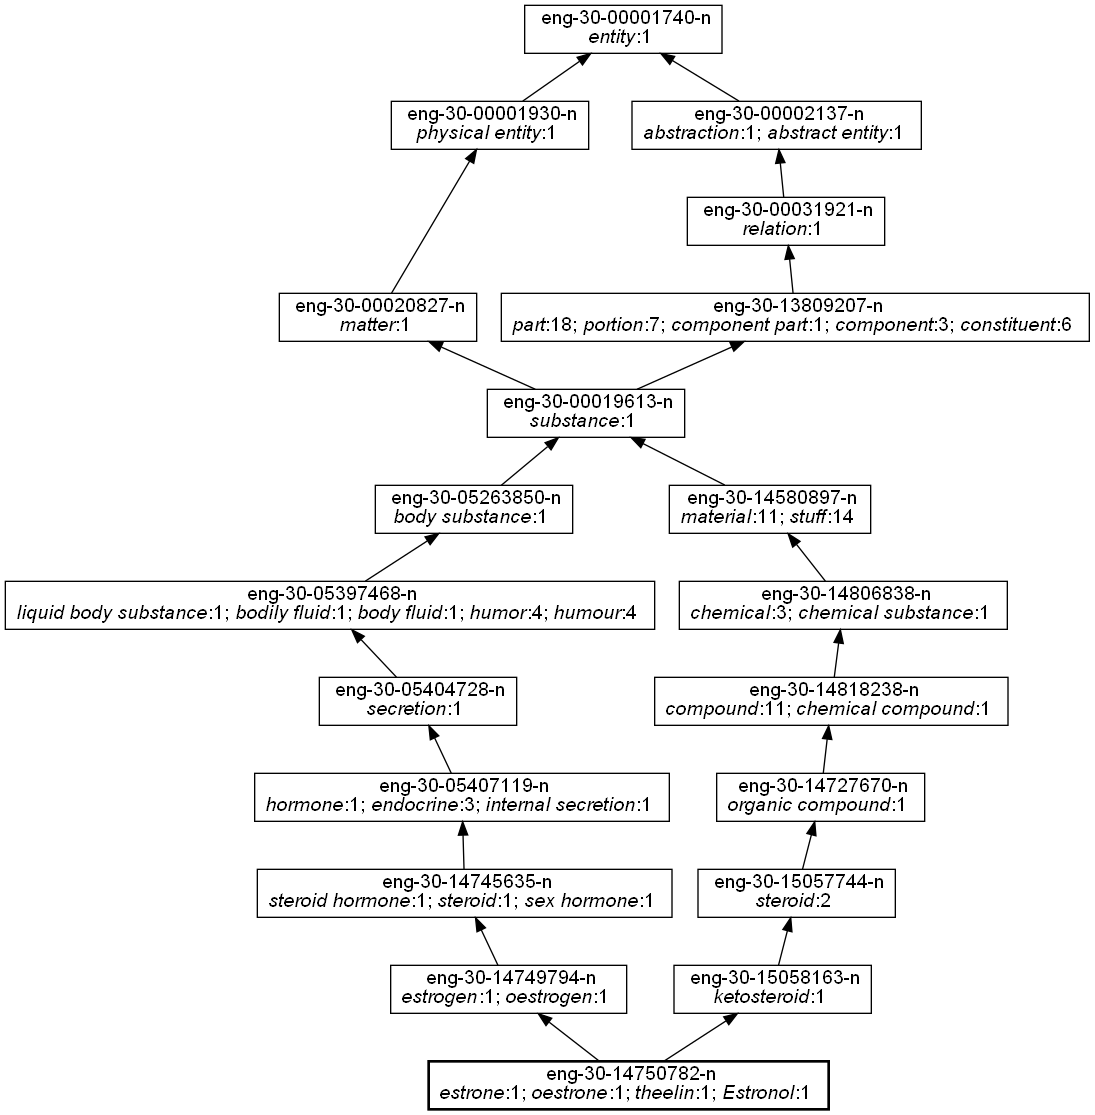 eng-30-00001740-n
entity:1
eng-30-00001930-n
physical entity:1
eng-30-00002137-n
abstraction:1; abstract entity:1
eng-30-00031921-n
relation:1
eng-30-00020827-n
matter:1
eng-30-13809207-n
part:18; portion:7; component part:1; component:3; constituent:6
eng-30-00019613-n
substance:1
eng-30-05263850-n
body substance:1
eng-30-14580897-n
material:11; stuff:14
eng-30-05397468-n
liquid body substance:1; bodily fluid:1; body fluid:1; humor:4; humour:4
eng-30-14806838-n
chemical:3; chemical substance:1
eng-30-05404728-n
secretion:1
eng-30-14818238-n
compound:11; chemical compound:1
eng-30-05407119-n
hormone:1; endocrine:3; internal secretion:1
eng-30-14727670-n
organic compound:1
eng-30-14745635-n
steroid hormone:1; steroid:1; sex hormone:1
eng-30-15057744-n
steroid:2
eng-30-14749794-n
estrogen:1; oestrogen:1
eng-30-15058163-n
ketosteroid:1
eng-30-14750782-n
estrone:1; oestrone:1; theelin:1; Estronol:1